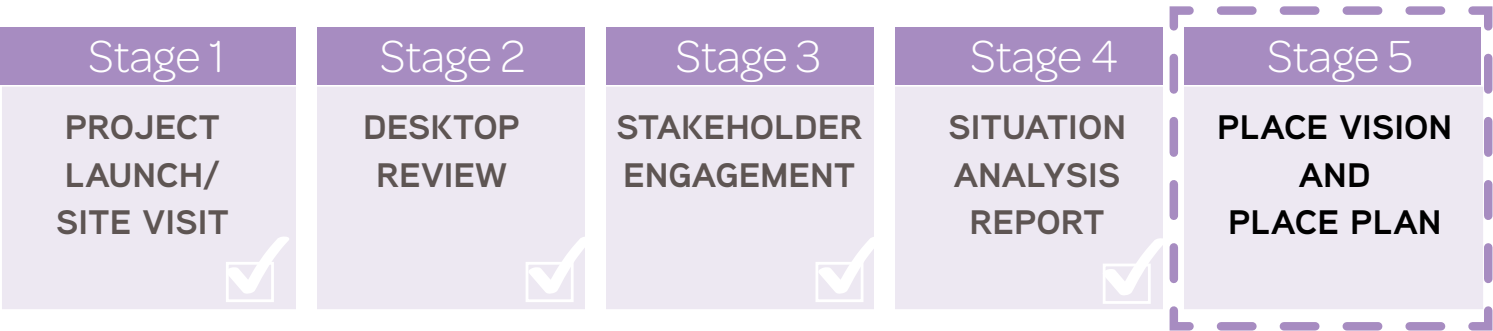 Stage 1
PROJECT
LAUNCH/
SITE VISIT
Stage 2
DESKTOP
REVIEW
Stage 3
STAKEHOLDER
ENGAGEMENT
Stage 4
SITUATION
ANALYSIS
REPORT
Stage 5
PLACE VISION
AND
PLACE PLAN